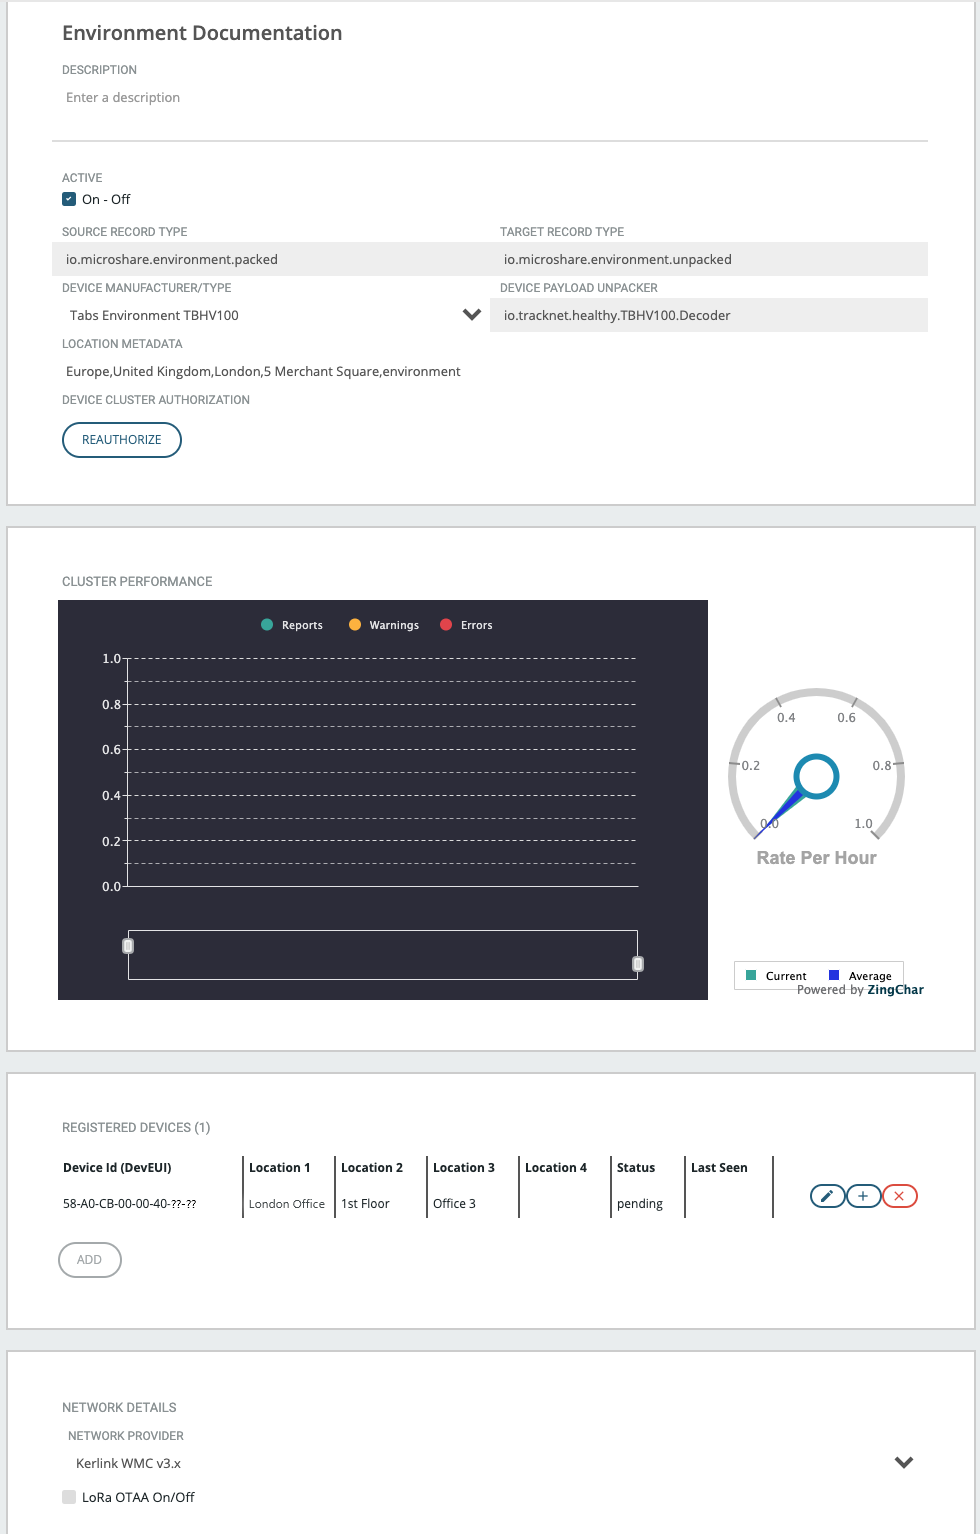 Environment Documentation
DESCRIPTION
Enter a description
ACTIVE
On - Off
SOURCE RECORD TYPE TARGET RECORD TYPE
io.microshare.environment.packed io.microshare.environment.unpacked
DEVICE MANUFACTURER/TYPE DEVICE PAYLOAD UNPACKER
Tabs Environment TBHV100 io.tracknet.healthy.TBHV100.Decoder
LOCATION METADATA
Europe,United Kingdom,London,5 Merchant Square,environment
DEVICE CLUSTER AUTHORIZATION
REAUTHORIZE
CLUSTER PERFORMANCE
Reports Warnings Errors
1.0
0.8
0.6
0.4
0.2
0.0
0.4 0.6
0.2 0.8
0.0 1.0
Rate Per Hour
Current Average
Powered by ZingChar
REGISTERED DEVICES (1)
Device Id (DevEUI) Location 1 Location 2 Location 3 Location 4 Status Last Seen
58-A0-CB-00-00-40-??-?? London Office 1st Floor Office 3 pending
ADD
NETWORK DETAILS
NETWORK PROVIDER
Kerlink WMC v3.x
LoRa OTAA On/Off